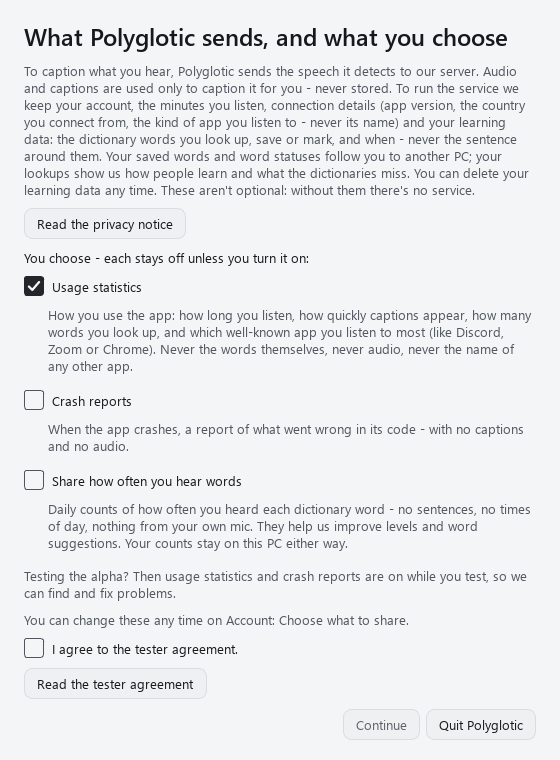 What Polyglotic sends, and what you choose
To caption what you hear, Polyglotic sends the speech it detects to our server. Audio
and captions are used only to caption it for you - never stored. To run the service we
keep your account, the minutes you listen, connection details (app version, the country
you connect from, the kind of app you listen to - never its name) and your learning
data: the dictionary words you look up, save or mark, and when - never the sentence
around them. Your saved words and word statuses follow you to another PC; your
lookups show us how people learn and what the dictionaries miss. You can delete your
learning data any time. These aren't optional: without them there's no service.
Read the privacy notice
You choose - each stays off unless you turn it on:
Usage statistics
How you use the app: how long you listen, how quickly captions appear, how many
words you look up, and which well-known app you listen to most (like Discord,
Zoom or Chrome). Never the words themselves, never audio, never the name of
any other app.
Crash reports
When the app crashes, a report of what went wrong in its code - with no captions
and no audio.
Share how often you hear words
Daily counts of how often you heard each dictionary word - no sentences, no times
of day, nothing from your own mic. They help us improve levels and word
suggestions. Your counts stay on this PC either way.
Testing the alpha? Then usage statistics and crash reports are on while you test, so we
can find and fix problems.
You can change these any time on Account: Choose what to share.
I agree to the tester agreement.
Read the tester agreement
Continue
Quit Polyglotic